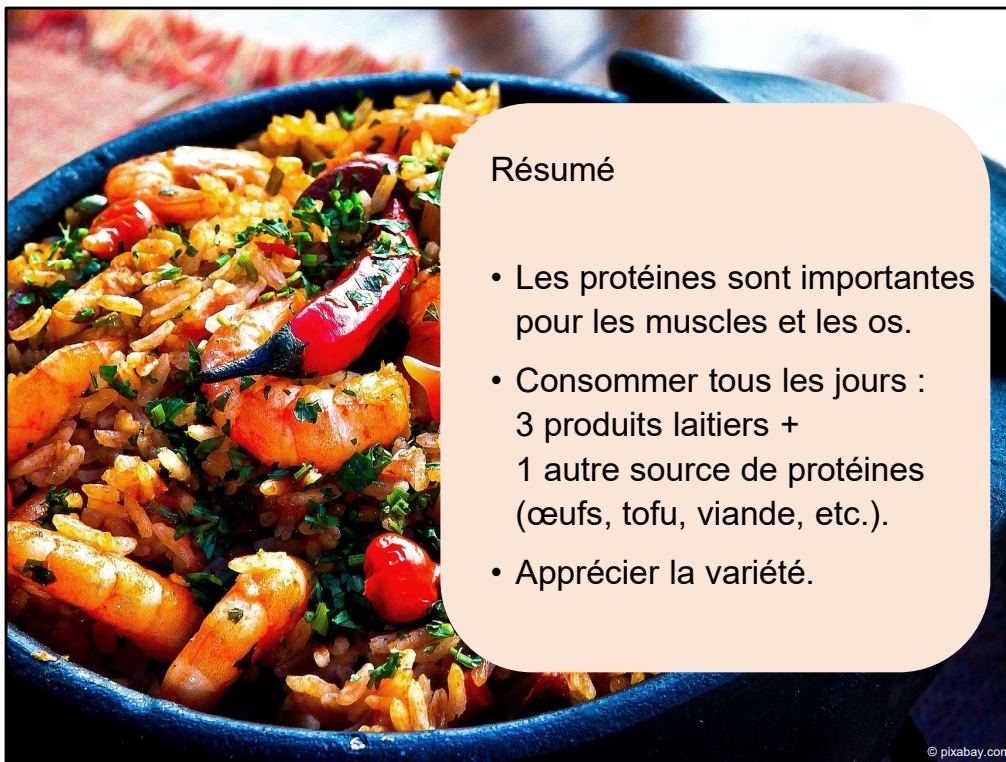 Résumé
• Les protéines sont importantes
pour les muscles et les os.
• Consommer tous les jours :
3 produits laitiers +
1 autre source de protéines
(œufs, tofu, viande, etc.).
• Apprécier la variété.
© pixabay.com